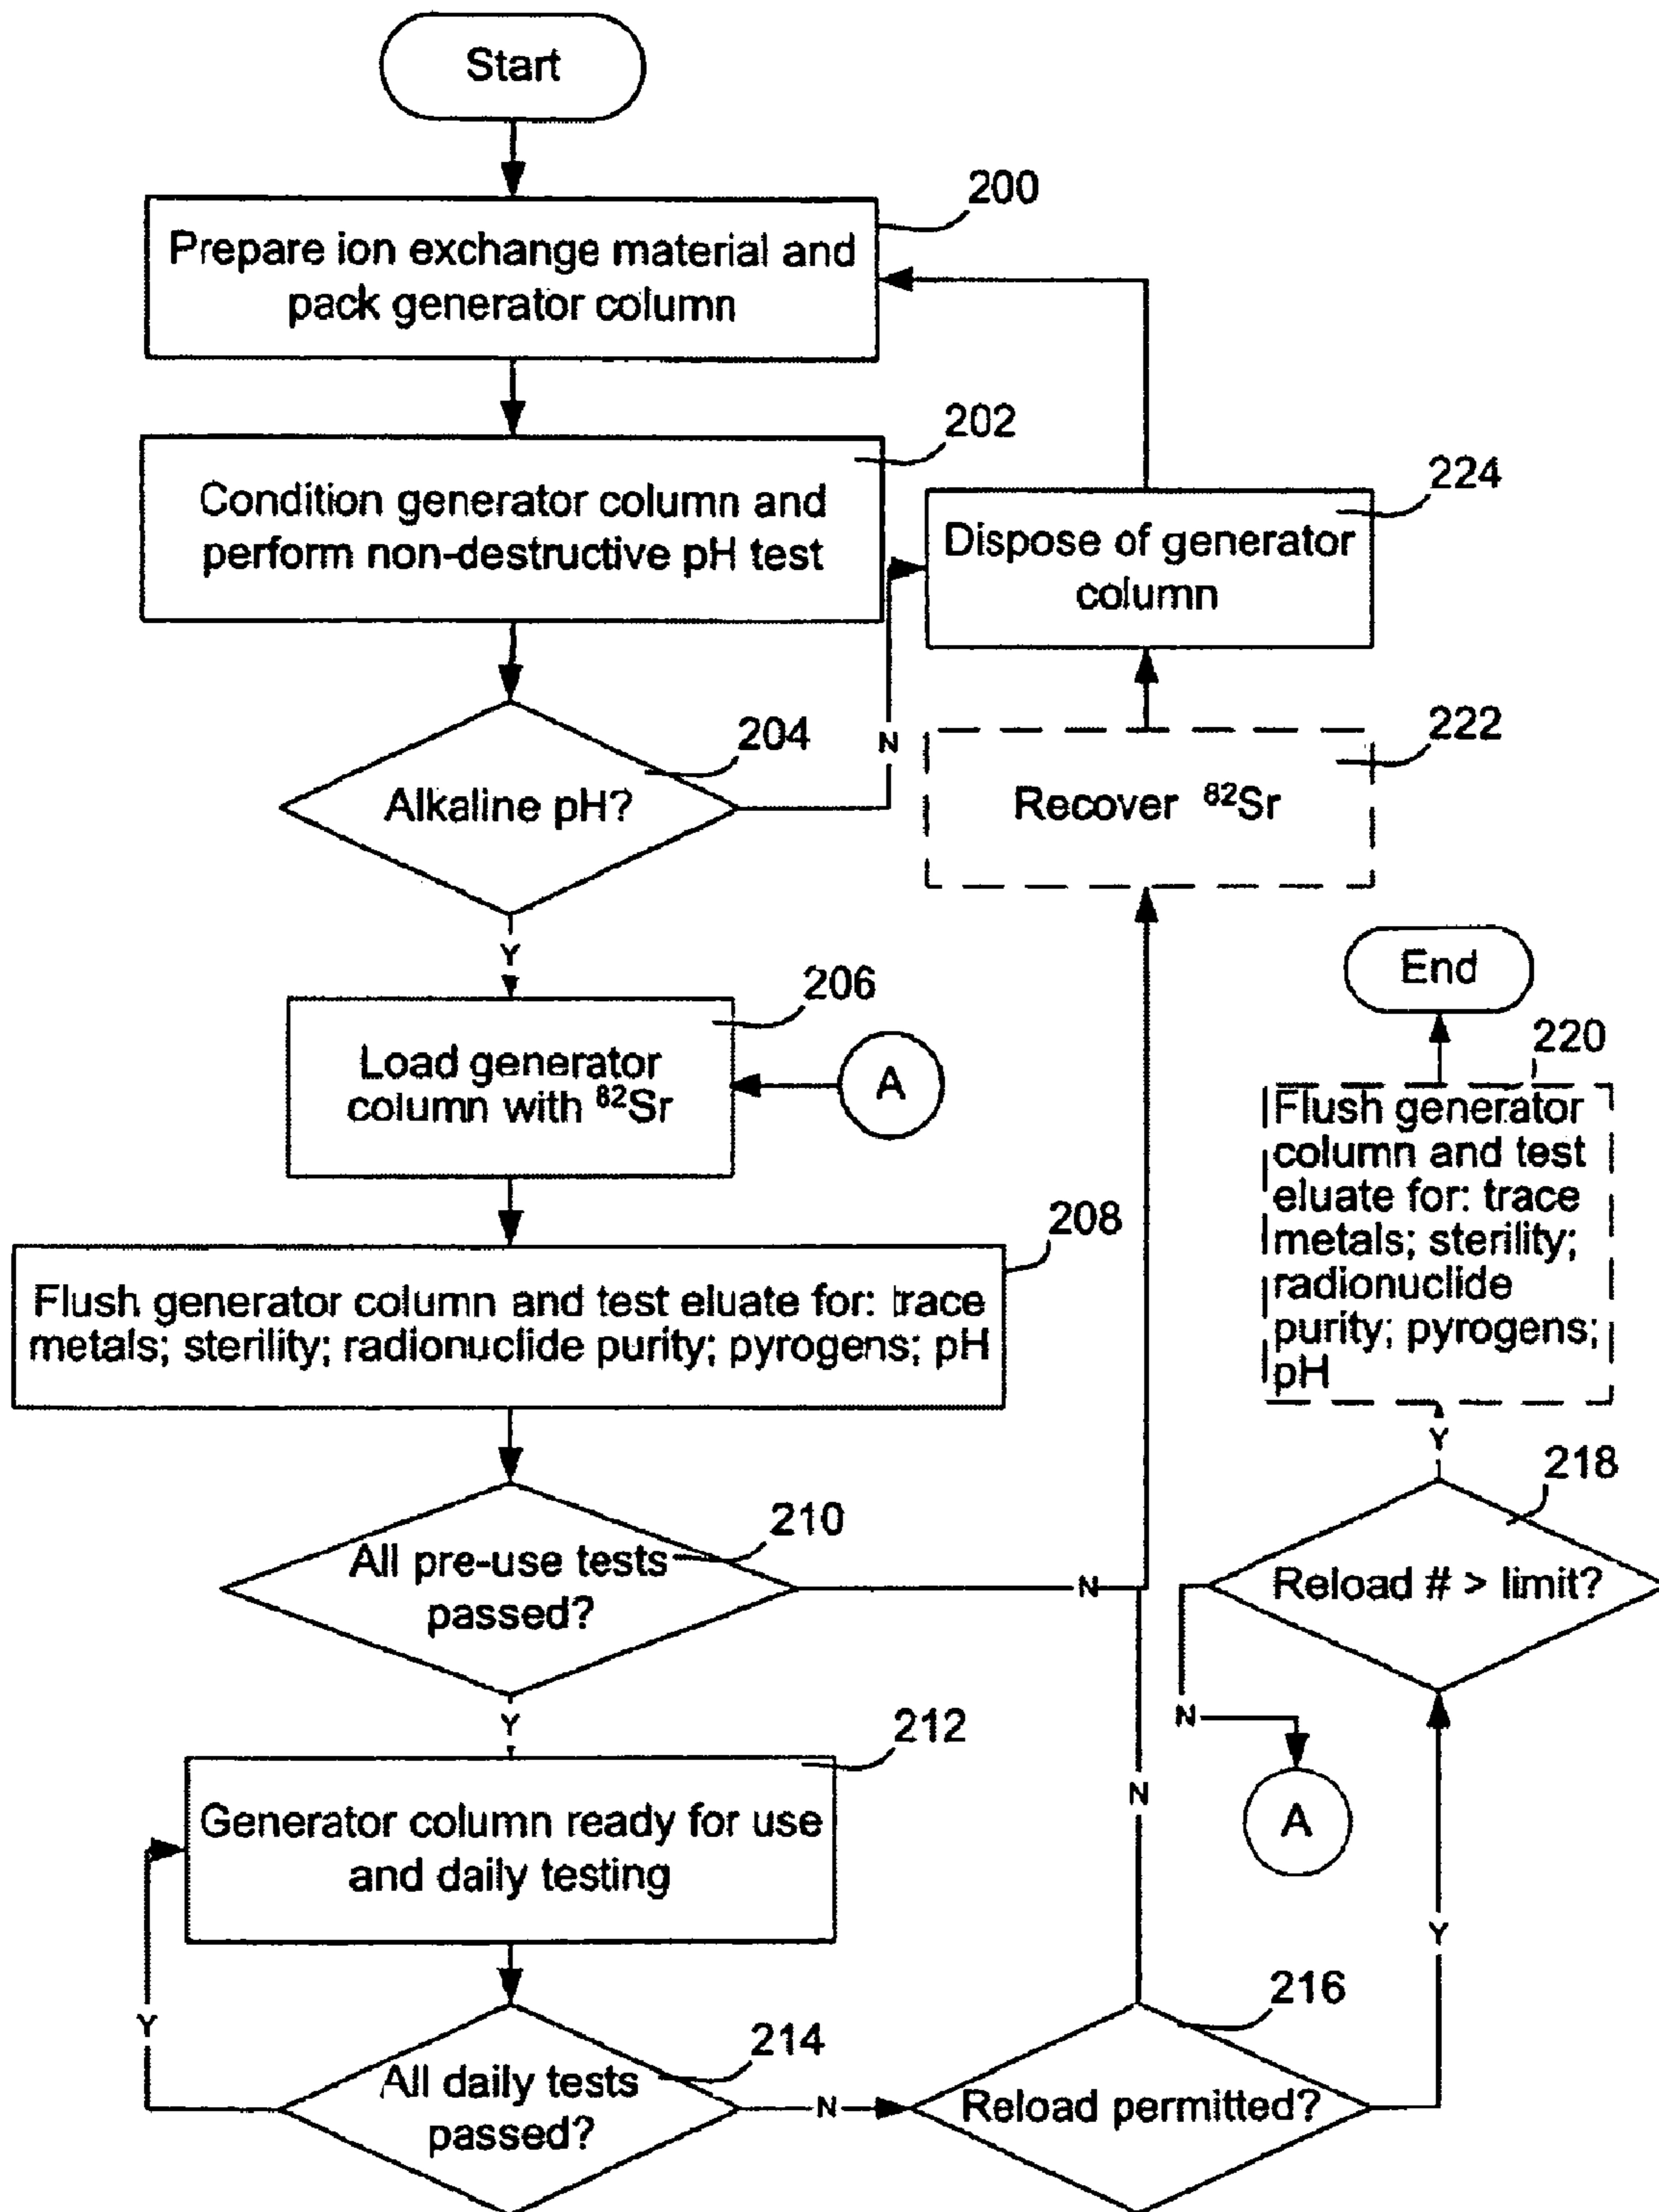 Start
200
Prepare ion exchange material and
pack generator column
202
Condition generator column and
perform non-destructive pH test
224
Dispose of generator
column
204
Alkaline pH?
N
222
Recover ⁸²Sr
Y
206
Load generator
column with ⁸²Sr
A
End
220
Flush generator
column and test
eluate for: trace
metals; sterility;
radionuclide
purity; pyrogens;
pH
208
Flush generator column and test eluate for: trace
metals; sterility; radionuclide purity; pyrogens; pH
Y
218
Reload # > limit?
210
All pre-use tests
passed?
N
Y
N
A
212
Generator column ready for use
and daily testing
N
Y
Y
214
All daily tests
passed?
N
216
Reload permitted?